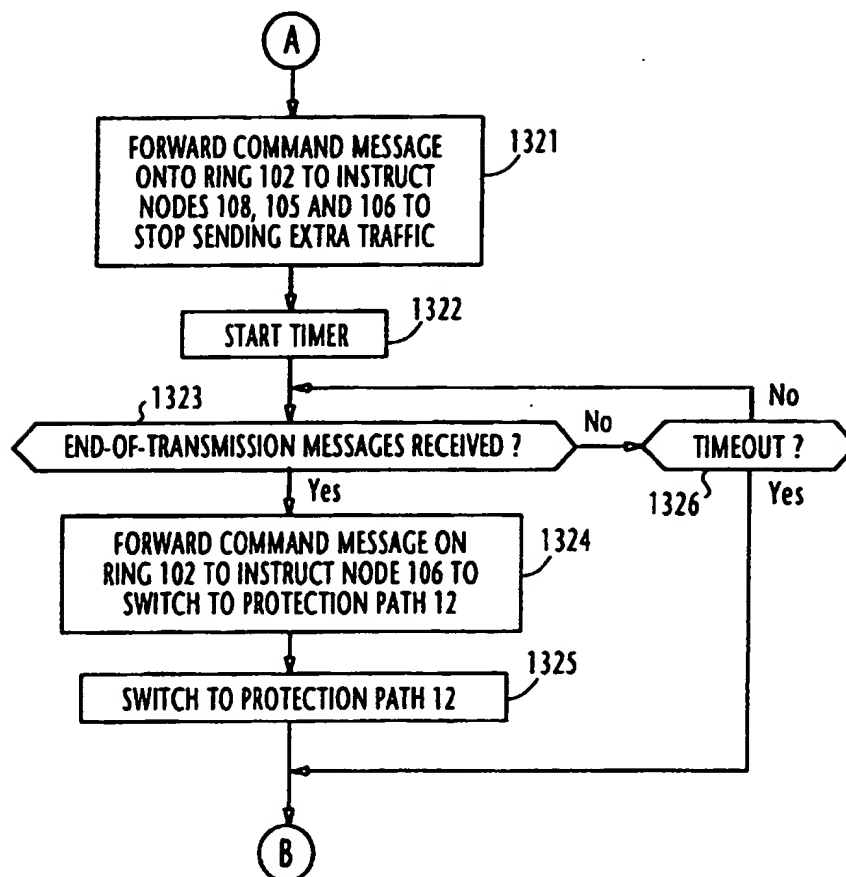 A
FORWARD COMMAND MESSAGE
ONTO RING 102 TO INSTRUCT
NODES 108, 105 AND 106 TO
STOP SENDING EXTRA TRAFFIC
1321
START TIMER
1322
1323
END-OF-TRANSMISSION MESSAGES RECEIVED ?
No
TIMEOUT ?
No
1326
Yes
Yes
FORWARD COMMAND MESSAGE ON
RING 102 TO INSTRUCT NODE 106 TO
SWITCH TO PROTECTION PATH 12
1324
SWITCH TO PROTECTION PATH 12
1325
B